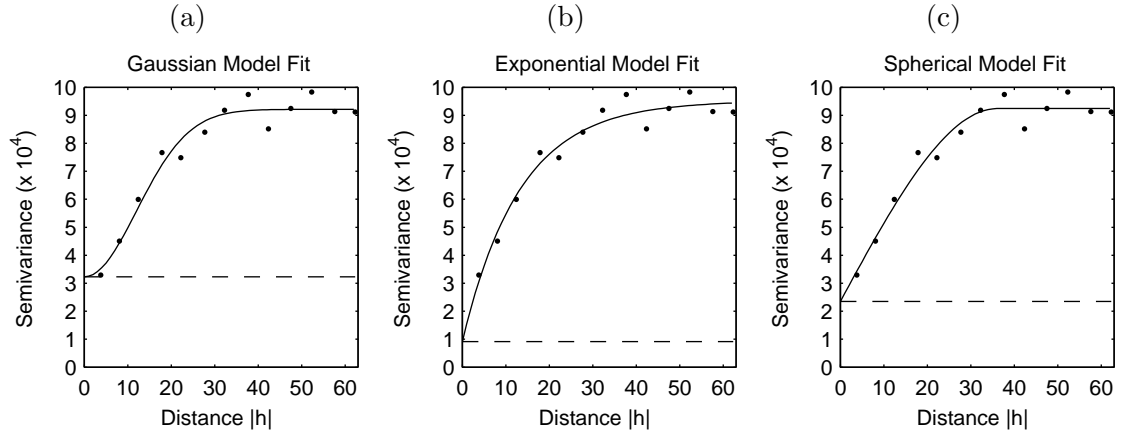 (a) (b) (c)
Gaussian Model Fit Exponential Model Fit Spherical Model Fit
10 10 10
9 9 9
8 8 8
7 7 7
6 6 6
5 5 5
4 4 4
3 3 3
2 2 2
1 1 1
0 0 0
Semivariance (x 10^4) Semivariance (x 10^4) Semivariance (x 10^4)
0 10 20 30 40 50 60 0 10 20 30 40 50 60 0 10 20 30 40 50 60
Distance |h| Distance |h| Distance |h|